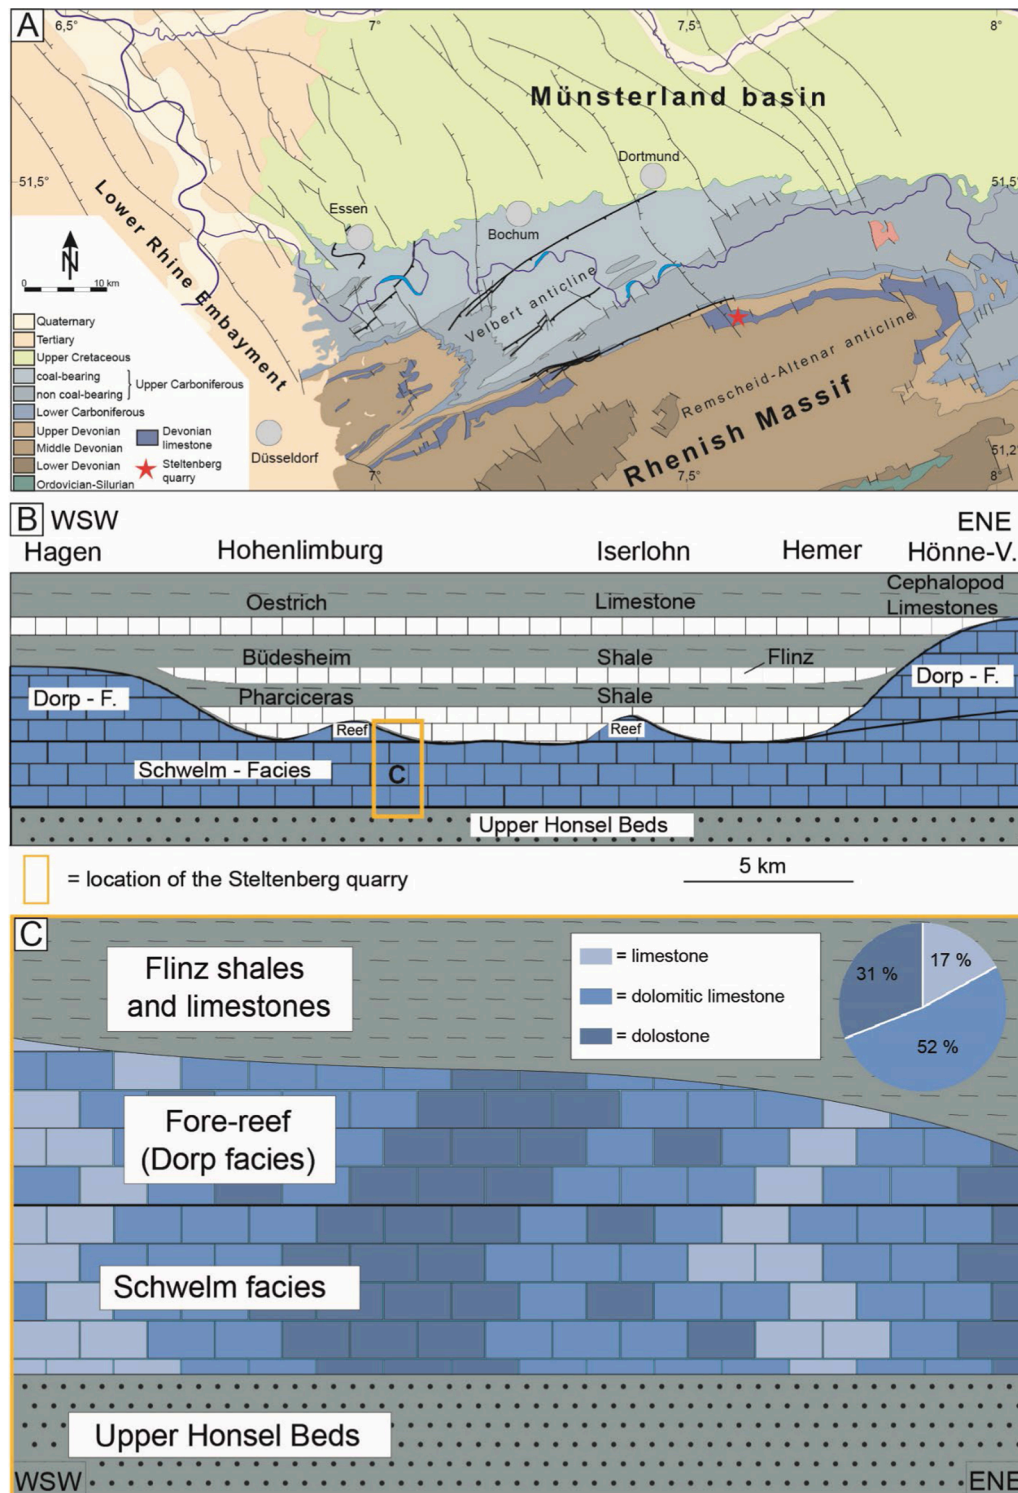 A
6,5°
7°
7,5°
8°
Münsterland basin
Dortmund
51,5°
51,5°
Essen
Bochum
Lower Rhine Embayment
N
0
10 km
Velbert anticline
Remscheid-Altenar anticline
Rhenish Massif
Düsseldorf
Quaternary
Tertiary
Upper Cretaceous
coal-bearing
non coal-bearing
Upper Carboniferous
Lower Carboniferous
Upper Devonian
Middle Devonian
Lower Devonian
Ordovician-Silurian
Devonian
limestone
Steltenberg
quarry
51,2°
7°
7,5°
8°
B WSW
ENE
Hagen
Hohenlimburg
Iserlohn
Hemer
Hönne-V.
Cephalopod
Limestones
Oestrich
Limestone
Büdesheim
Shale
Flinz
Dorp - F.
Dorp - F.
Pharciceras
Shale
Reef
Reef
Schwelm - Facies
C
Upper Honsel Beds
= location of the Steltenberg quarry
5 km
C
Flinz shales
and limestones
= limestone
= dolomitic limestone
= dolostone
31 %
17 %
52 %
Fore-reef
(Dorp facies)
Schwelm facies
Upper Honsel Beds
WSW
ENE